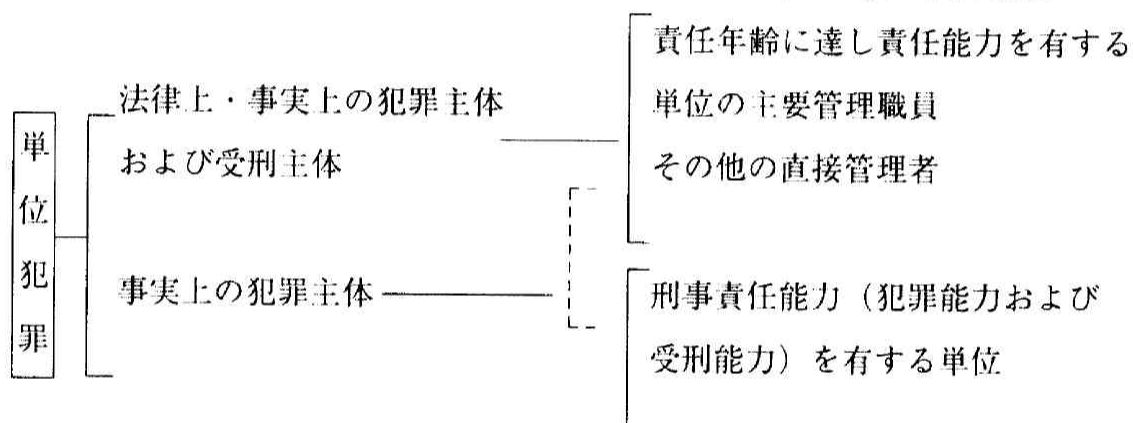 単位犯罪
法律上・事実上の犯罪主体
および受刑主体
事実上の犯罪主体
責任年齢に達し責任能力を有する
単位の主要管理職員
その他の直接管理者
刑事責任能力（犯罪能力および
受刑能力）を有する単位